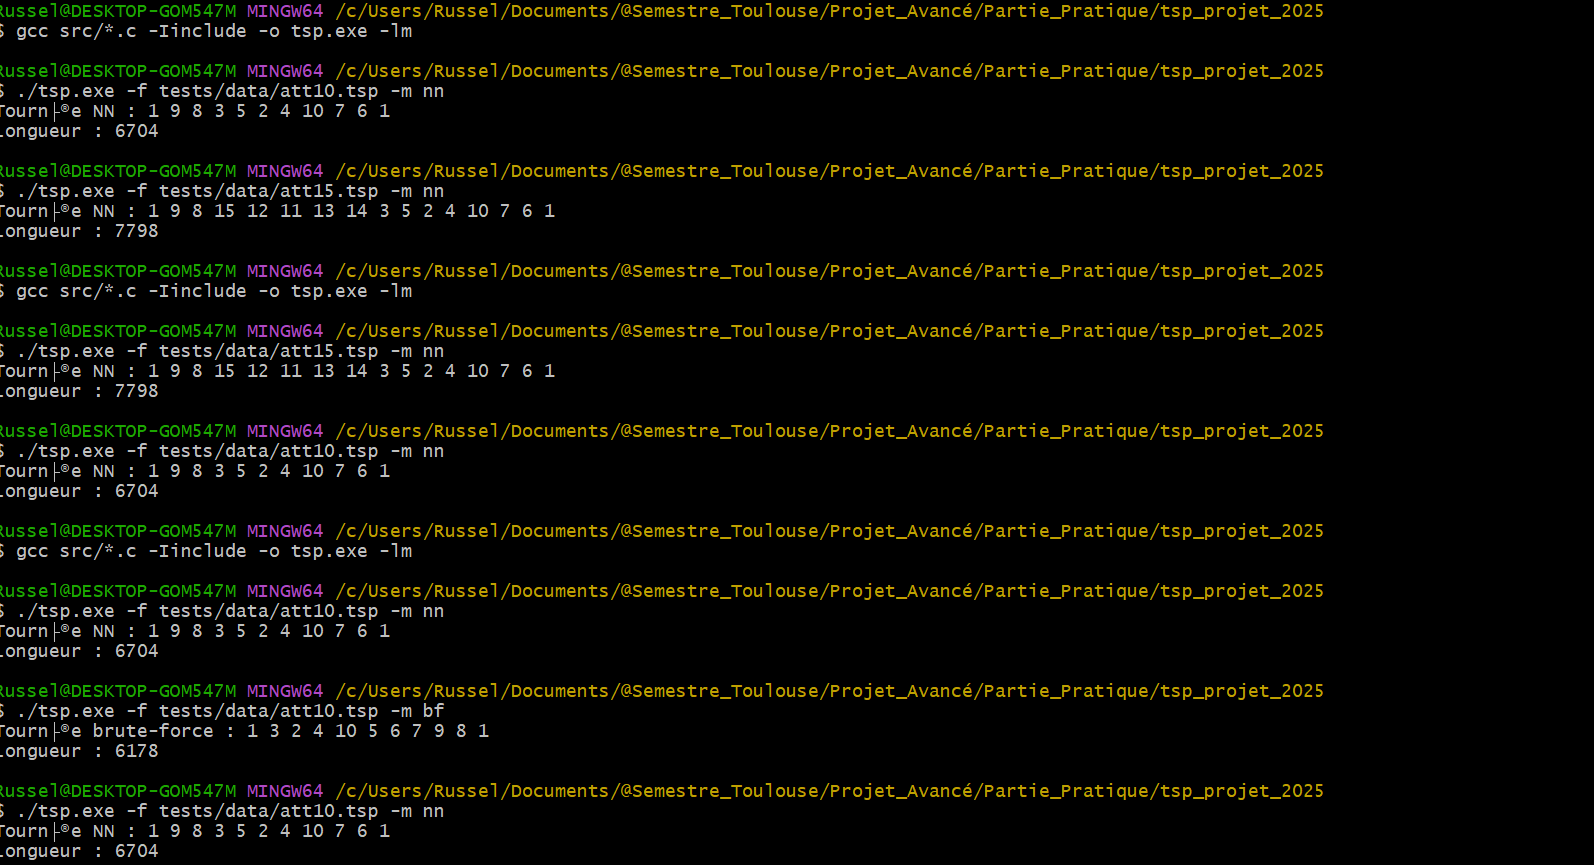 Russel@DESKTOP-GOM547M MINGW64 /c/Users/Russel/Documents/@Semestre_Toulouse/Projet_Avancé/Partie_Pratique/tsp_projet_2025
$ gcc src/*.c -Iinclude -o tsp.exe -lm
Russel@DESKTOP-GOM547M MINGW64 /c/Users/Russel/Documents/@Semestre_Toulouse/Projet_Avancé/Partie_Pratique/tsp_projet_2025
$ ./tsp.exe -f tests/data/att10.tsp -m nn
Tourn├®e NN : 1 9 8 3 5 2 4 10 7 6 1
Longueur : 6704
Russel@DESKTOP-GOM547M MINGW64 /c/Users/Russel/Documents/@Semestre_Toulouse/Projet_Avancé/Partie_Pratique/tsp_projet_2025
$ ./tsp.exe -f tests/data/att15.tsp -m nn
Tourn├®e NN : 1 9 8 15 12 11 13 14 3 5 2 4 10 7 6 1
Longueur : 7798
Russel@DESKTOP-GOM547M MINGW64 /c/Users/Russel/Documents/@Semestre_Toulouse/Projet_Avancé/Partie_Pratique/tsp_projet_2025
$ gcc src/*.c -Iinclude -o tsp.exe -lm
Russel@DESKTOP-GOM547M MINGW64 /c/Users/Russel/Documents/@Semestre_Toulouse/Projet_Avancé/Partie_Pratique/tsp_projet_2025
$ ./tsp.exe -f tests/data/att15.tsp -m nn
Tourn├®e NN : 1 9 8 15 12 11 13 14 3 5 2 4 10 7 6 1
Longueur : 7798
Russel@DESKTOP-GOM547M MINGW64 /c/Users/Russel/Documents/@Semestre_Toulouse/Projet_Avancé/Partie_Pratique/tsp_projet_2025
$ ./tsp.exe -f tests/data/att10.tsp -m nn
Tourn├®e NN : 1 9 8 3 5 2 4 10 7 6 1
Longueur : 6704
Russel@DESKTOP-GOM547M MINGW64 /c/Users/Russel/Documents/@Semestre_Toulouse/Projet_Avancé/Partie_Pratique/tsp_projet_2025
$ gcc src/*.c -Iinclude -o tsp.exe -lm
Russel@DESKTOP-GOM547M MINGW64 /c/Users/Russel/Documents/@Semestre_Toulouse/Projet_Avancé/Partie_Pratique/tsp_projet_2025
$ ./tsp.exe -f tests/data/att10.tsp -m nn
Tourn├®e NN : 1 9 8 3 5 2 4 10 7 6 1
Longueur : 6704
Russel@DESKTOP-GOM547M MINGW64 /c/Users/Russel/Documents/@Semestre_Toulouse/Projet_Avancé/Partie_Pratique/tsp_projet_2025
$ ./tsp.exe -f tests/data/att10.tsp -m bf
Tourn├®e brute-force : 1 3 2 4 10 5 6 7 9 8 1
Longueur : 6178
Russel@DESKTOP-GOM547M MINGW64 /c/Users/Russel/Documents/@Semestre_Toulouse/Projet_Avancé/Partie_Pratique/tsp_projet_2025
$ ./tsp.exe -f tests/data/att10.tsp -m nn
Tourn├®e NN : 1 9 8 3 5 2 4 10 7 6 1
Longueur : 6704